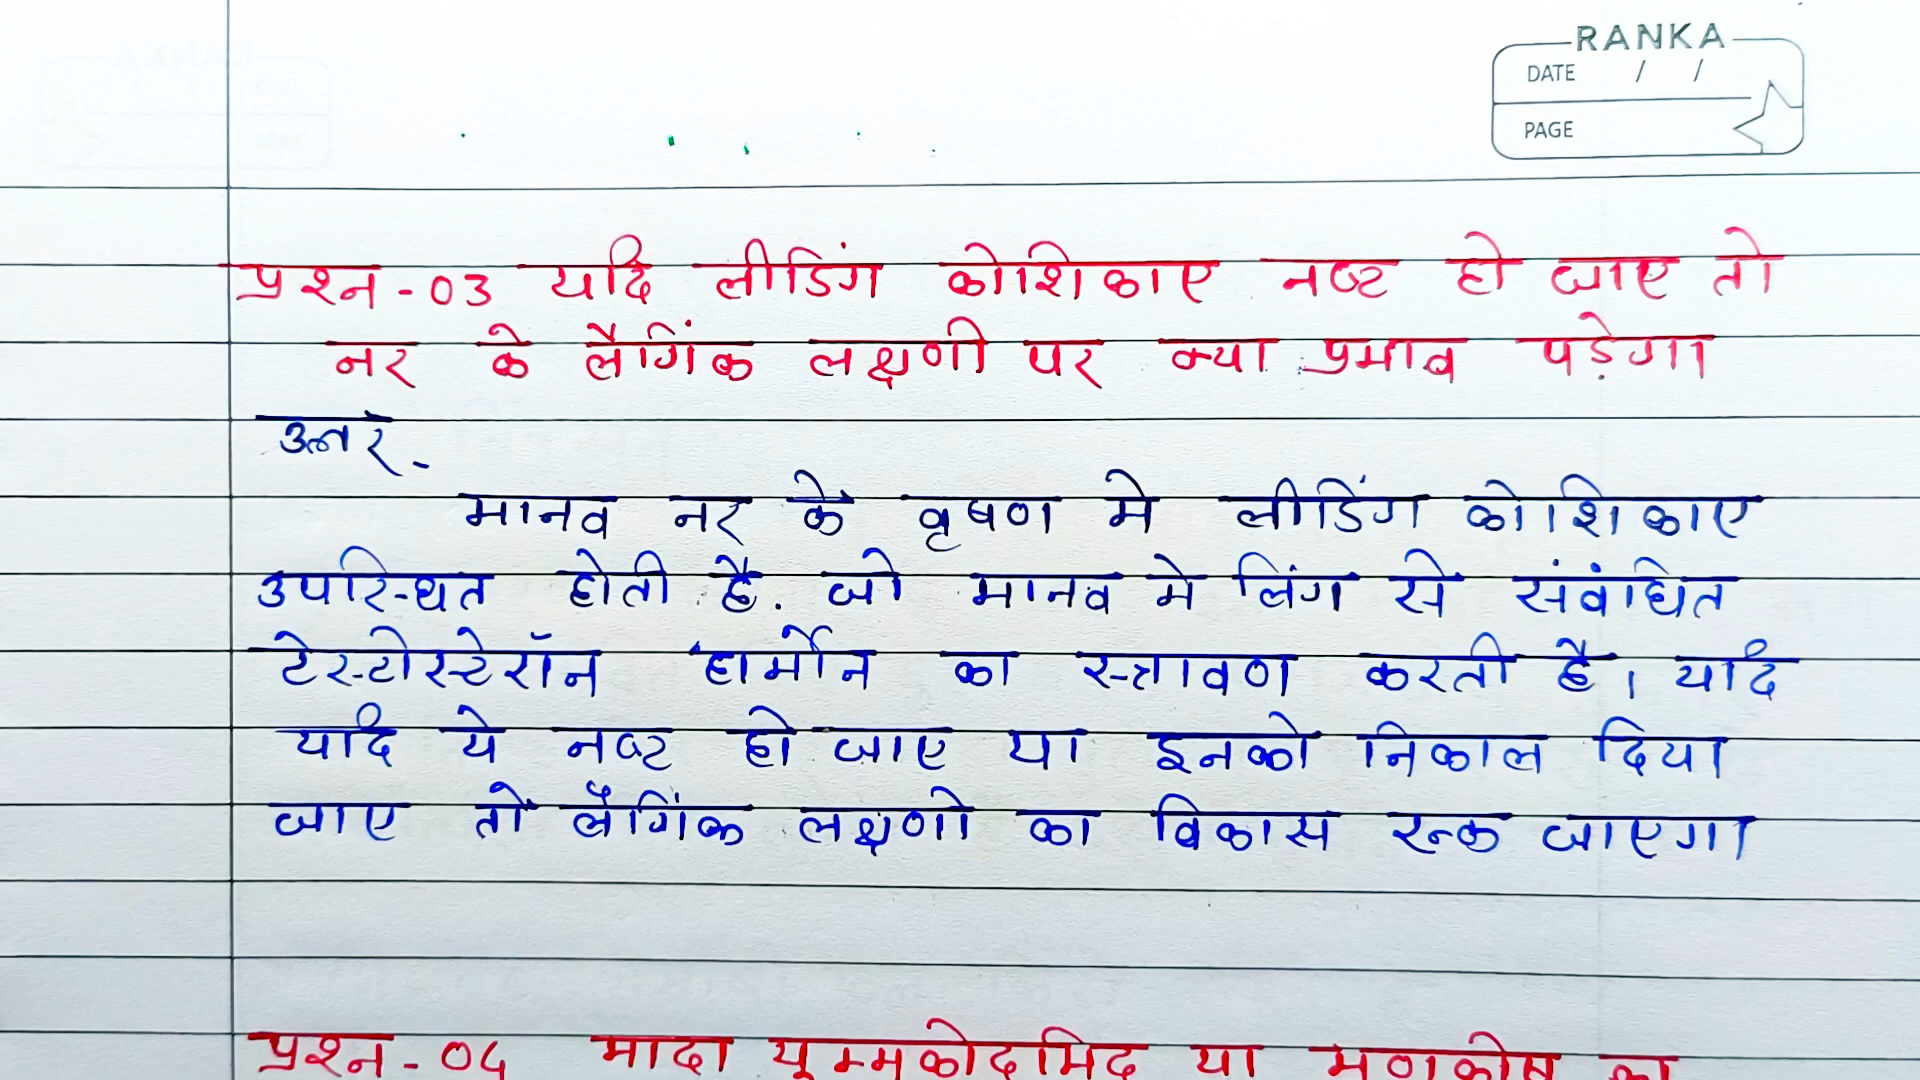 RANKA
DATE / /
PAGE
प्रश्न-03 यदि लीडिंग कोशिकाए नष्ट हो जाए तो
नर के लैगिंक लक्षणी पर क्या प्रभाव पड़ेगा
उत्तर-
मानव नर के वृषण मे लीडिंग कोशिकाए
उपस्थित होती है. जो मानव मे लिंग से संवंधित
टेस्टोस्टेरॉन हार्मोन का स्त्रावण करती है। यदि
यदि ये नष्ट हो जाए या इनको निकाल दिया
जाए तो लैगिंक लक्षणो का विकास रूक जाएगा
प्रश्न-04 मादा युग्मकोदभिद या